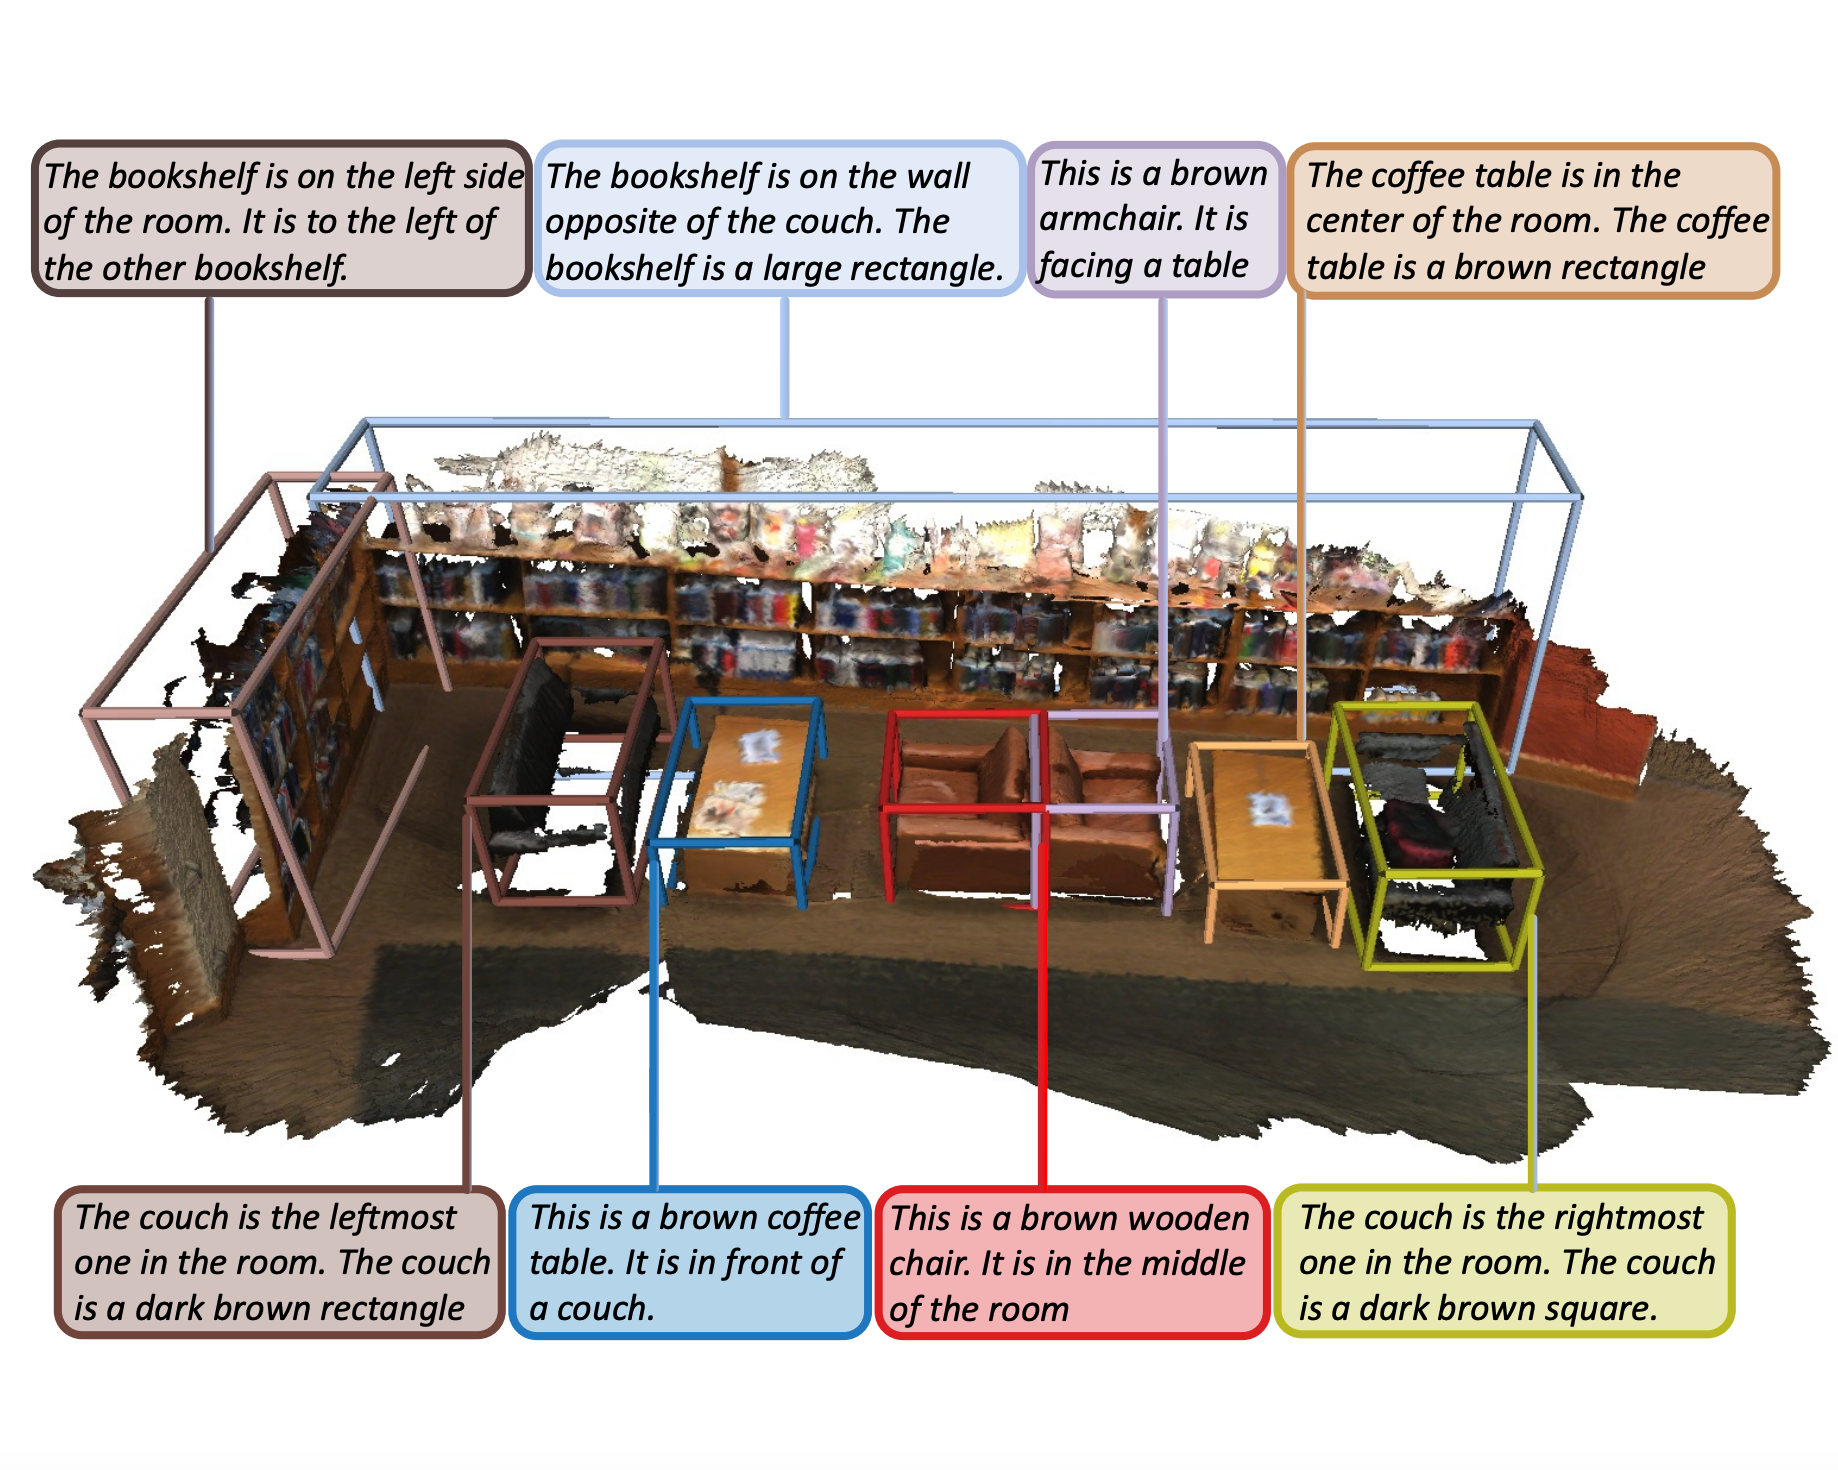 The bookshelf is on the left side
of the room. It is to the left of
the other bookshelf.
The bookshelf is on the wall
opposite of the couch. The
bookshelf is a large rectangle.
This is a brown
armchair. It is
facing a table
The coffee table is in the
center of the room. The coffee
table is a brown rectangle
The couch is the leftmost
one in the room. The couch
is a dark brown rectangle
This is a brown coffee
table. It is in front of
a couch.
This is a brown wooden
chair. It is in the middle
of the room
The couch is the rightmost
one in the room. The couch
is a dark brown square.